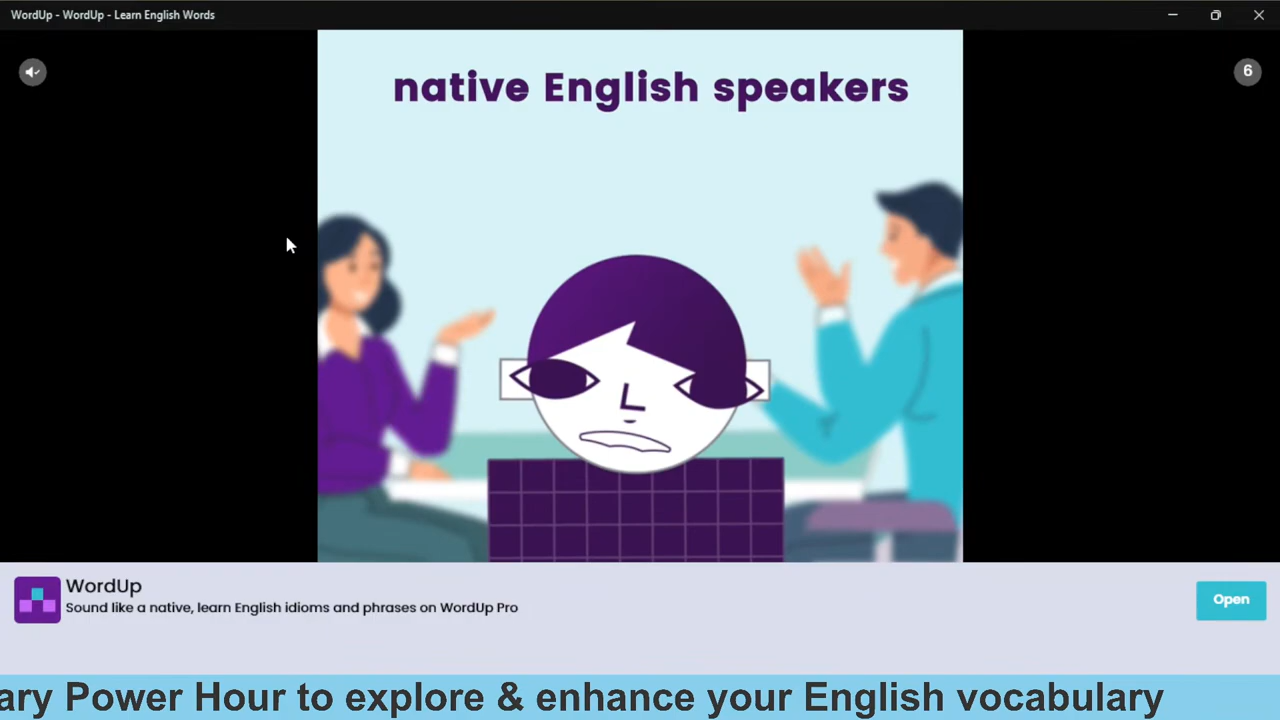 WordUp - WordUp - Learn English Words
6
native English speakers
WordUp
Sound like a native, learn English idioms and phrases on WordUp Pro
Open
ary Power Hour to explore & enhance your English vocabulary